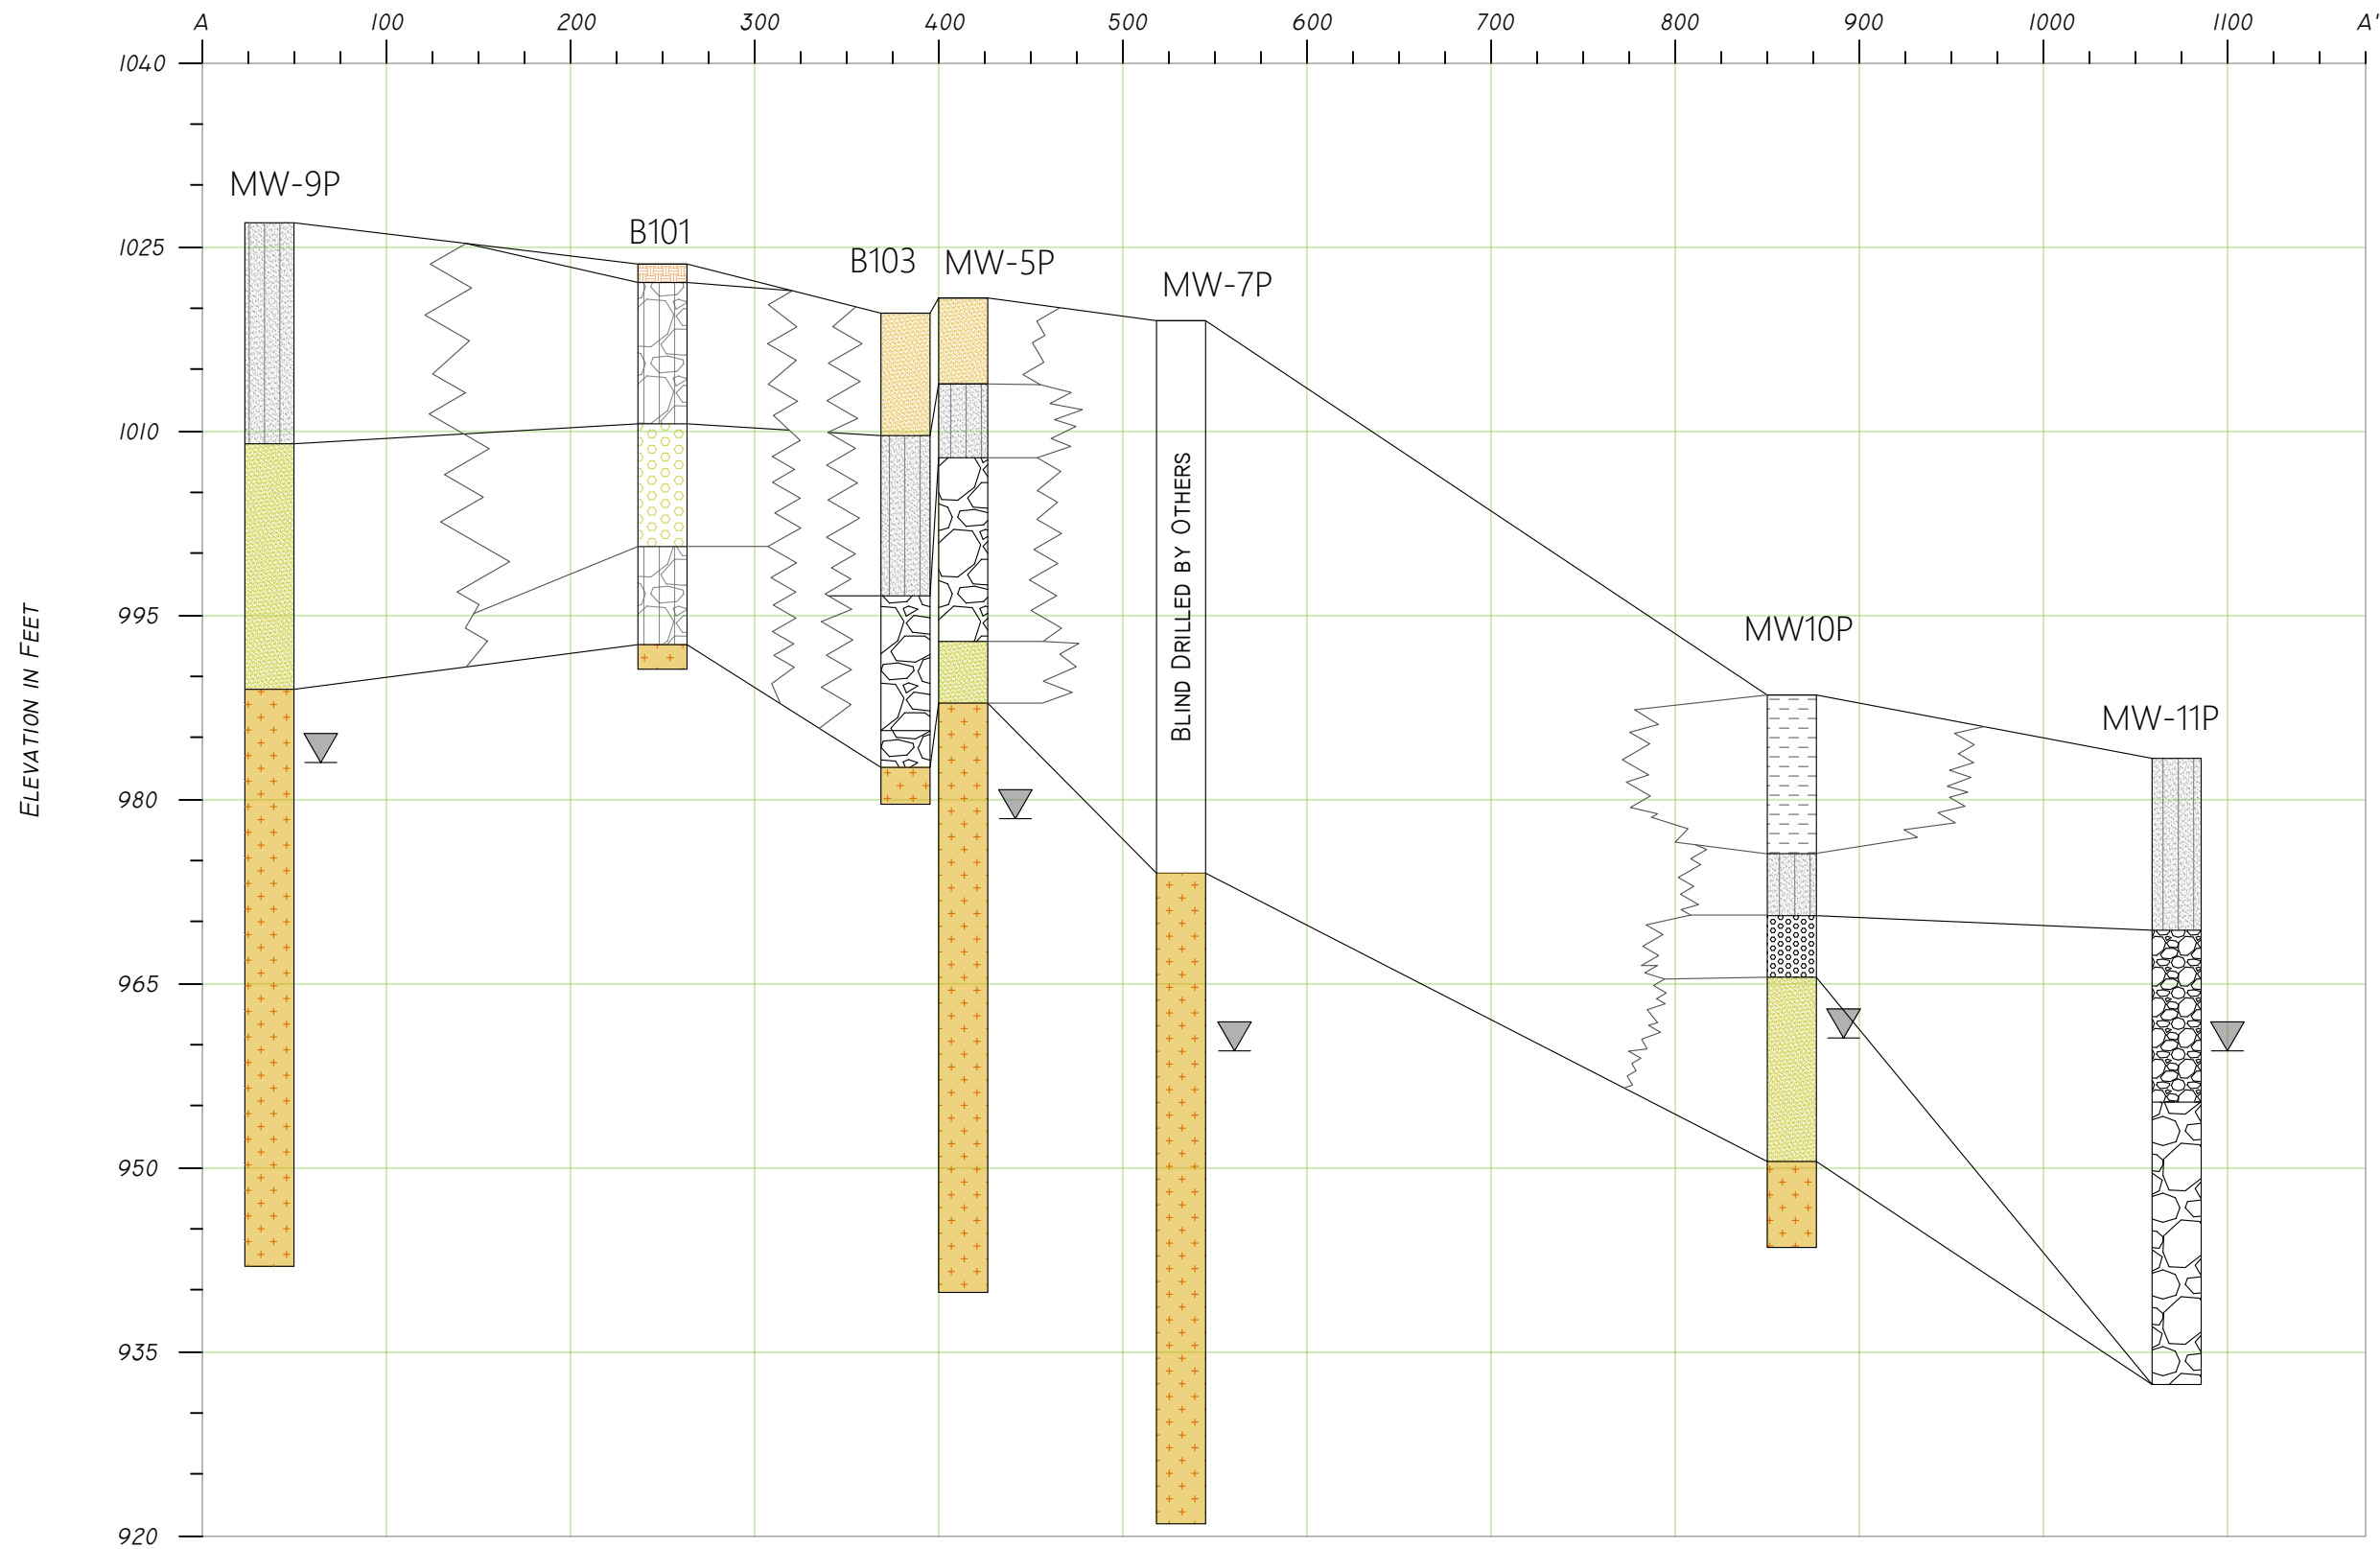 A 100 200 300 400 500 600 700 800 900 1000 1100 A'
1040
MW-9P
B101
1025
B103 MW-5P
MW-7P
1010
BLIND DRILLED BY OTHERS
995
MW10P
ELEVATION IN FEET
MW-11P
980
965
950
935
920